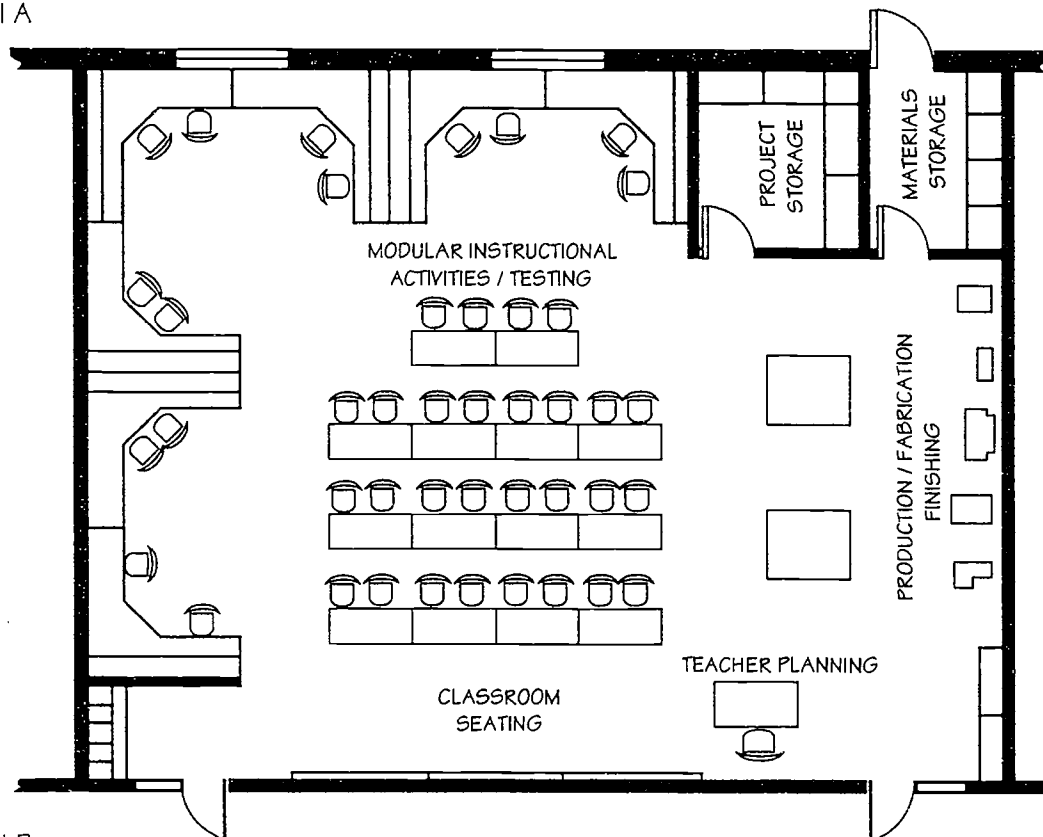 PROJECT
STORAGE
MATERIALS
STORAGE
MODULAR INSTRUCTIONAL
ACTIVITIES / TESTING
PRODUCTION / FABRICATION
FINISHING
TEACHER PLANNING
CLASSROOM
SEATING